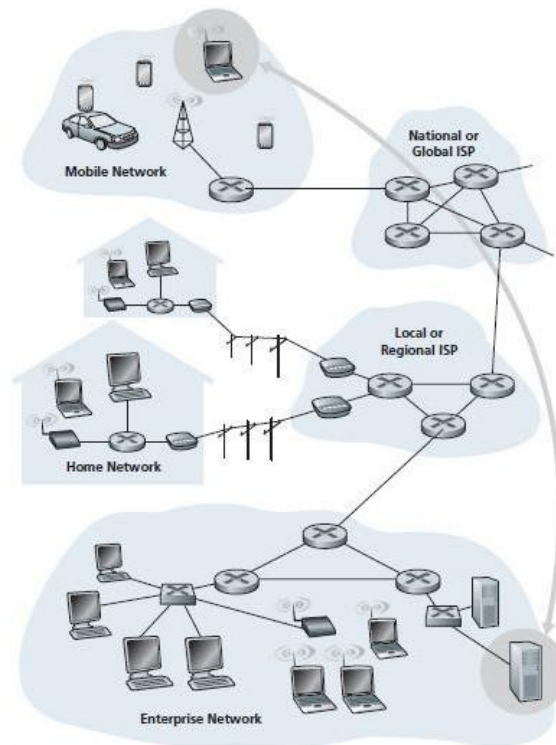 National or
Global ISP
Mobile Network
Local or
Regional ISP
Home Network
Enterprise Network